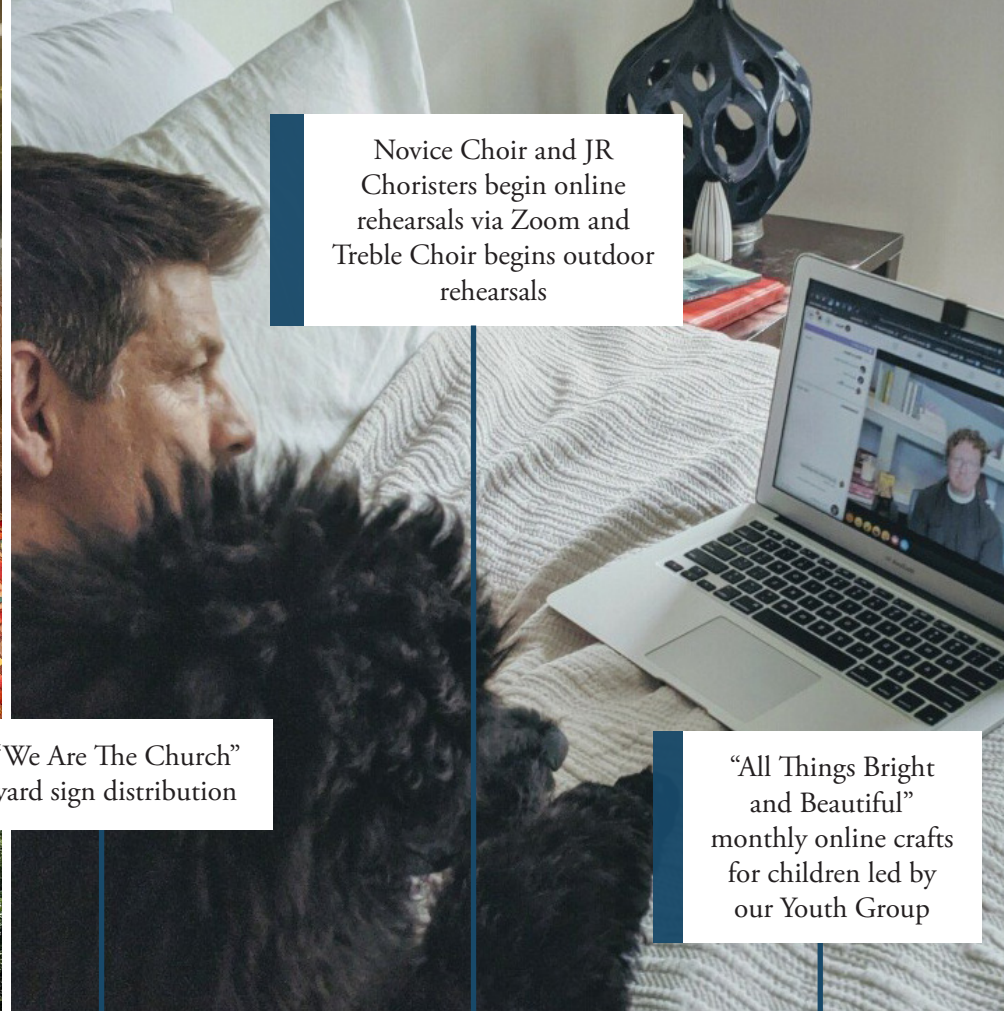 Novice Choir and JR
Choristers begin online
rehearsals via Zoom and
Treble Choir begins outdoor
rehearsals
“We Are The Church”
yard sign distribution
“All Things Bright
and Beautiful”
monthly online crafts
for children led by
our Youth Group